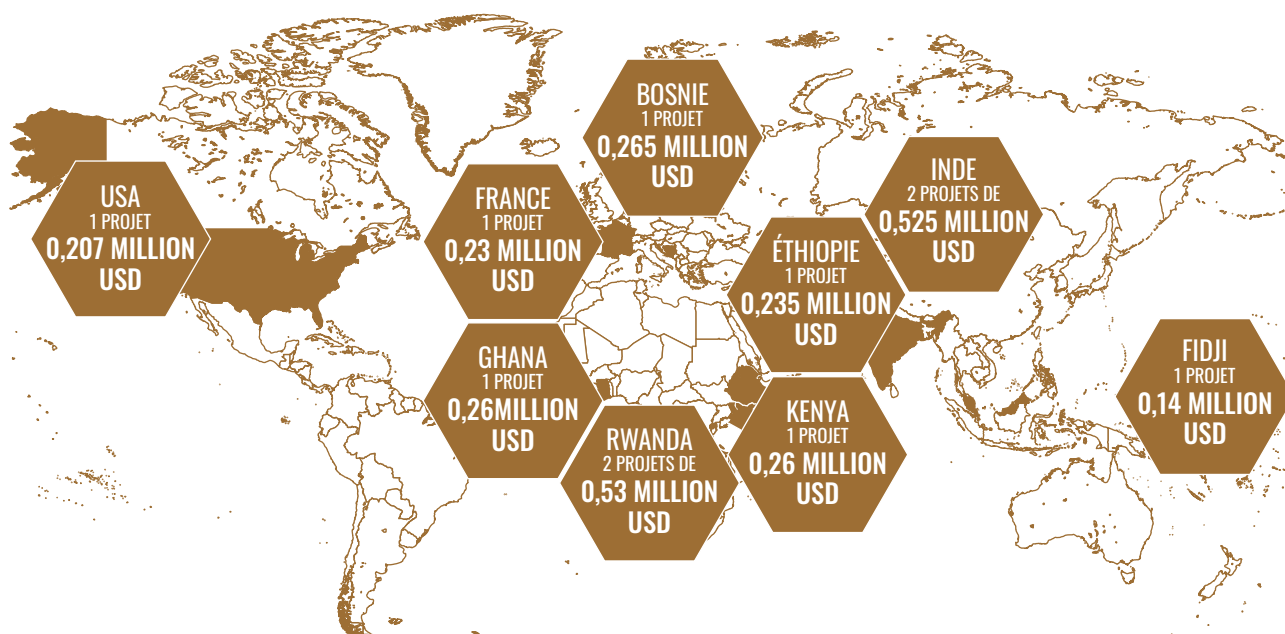 BOSNIE
1 PROJET
0,265 MILLION
USD
USA
1 PROJET
0,207 MILLION
USD
FRANCE
1 PROJET
0,23 MILLION
USD
INDE
2 PROJETS DE
0,525 MILLION
USD
ÉTHIOPIE
1 PROJET
0,235 MILLION
USD
GHANA
1 PROJET
0,26MILLION
USD
RWANDA
2 PROJETS DE
0,53 MILLION
USD
KENYA
1 PROJET
0,26 MILLION
USD
FIDJI
1 PROJET
0,14 MILLION
USD